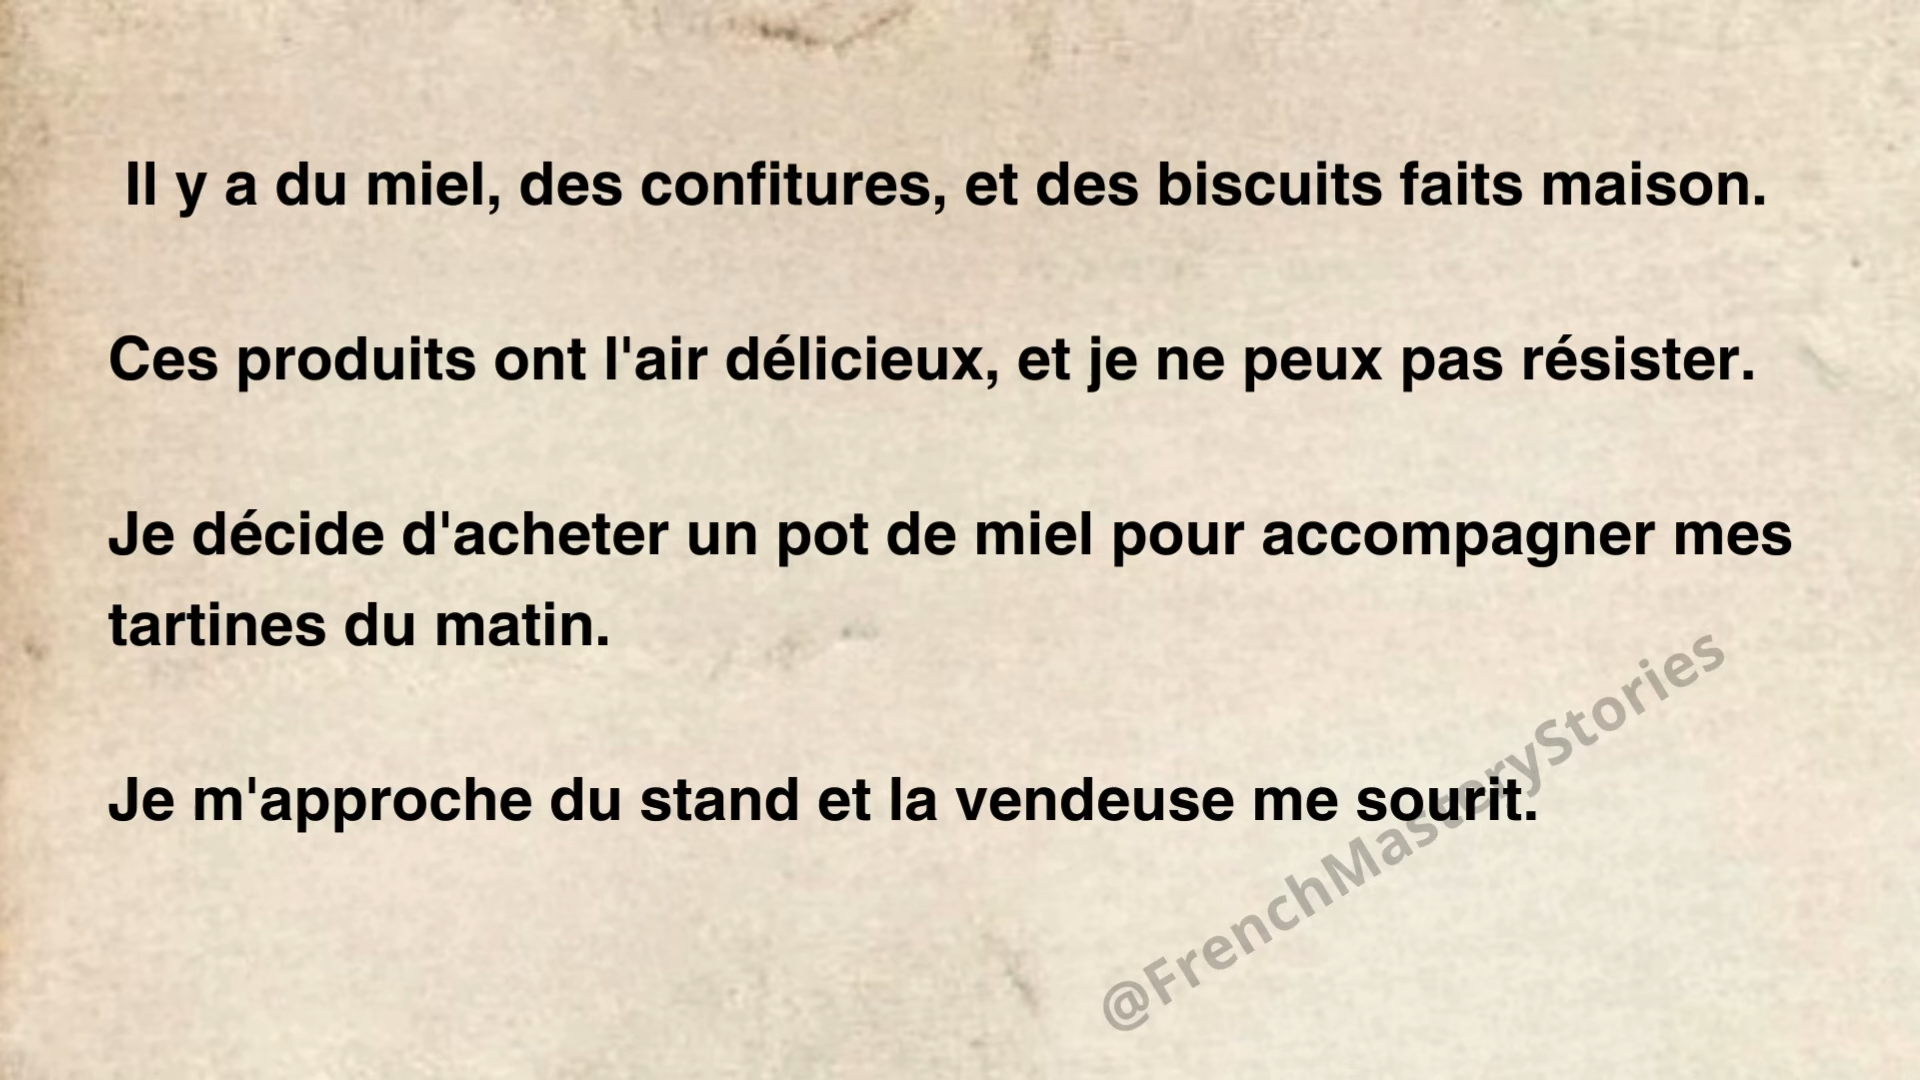 Il y a du miel, des confitures, et des biscuits faits maison.
Ces produits ont l'air délicieux, et je ne peux pas résister.
Je décide d'acheter un pot de miel pour accompagner mes
tartines du matin.
Je m'approche du stand et la vendeuse me sourit.
@FrenchMasteryStories